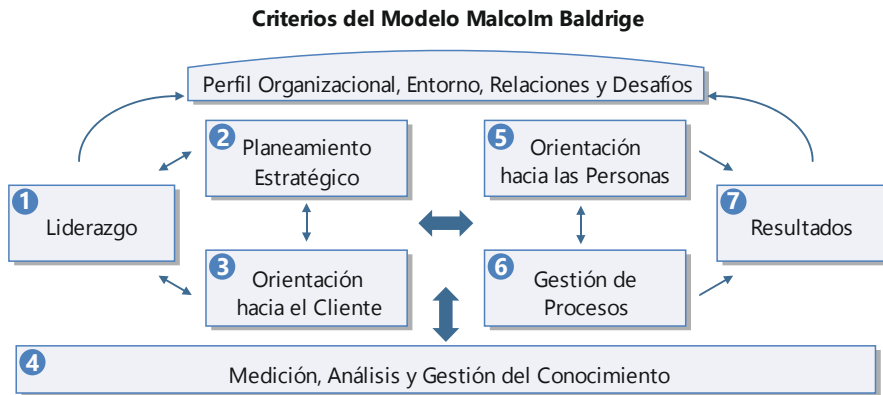 Criterios del Modelo Malcolm Baldrige
Perfil Organizacional, Entorno, Relaciones y Desafíos
1
Liderazgo
2
Planeamiento
Estratégico
3
Orientación
hacia el Cliente
5
Orientación
hacia las Personas
6
Gestión de
Procesos
7
Resultados
4
Medición, Análisis y Gestión del Conocimiento